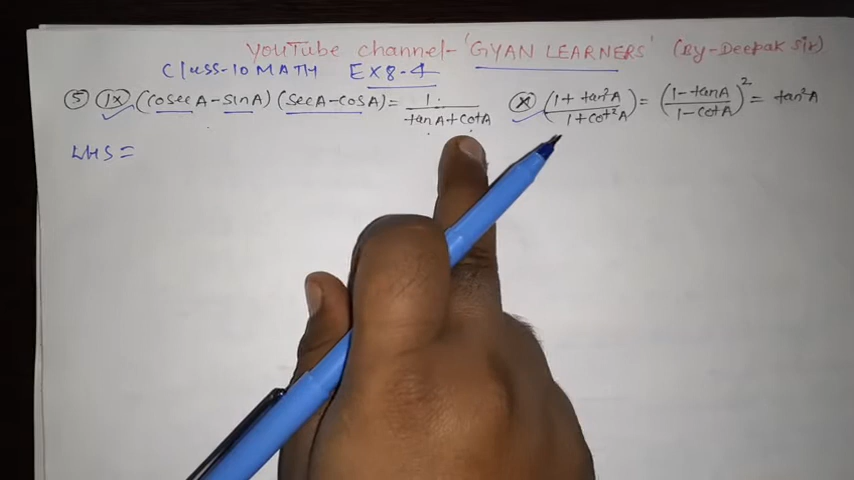 YouTube channel- 'GYAN LEARNERS' (By-Deepak sir)
Class-10 MATH EX 8-4
⑤ (ix) (cosecA-sinA) (secA-cosA) = 1/(tanA+cotA) (x) ((1+tan²A)/(1+cot²A)) = ((1-tanA)/(1-cotA))² = tan²A
LHS =